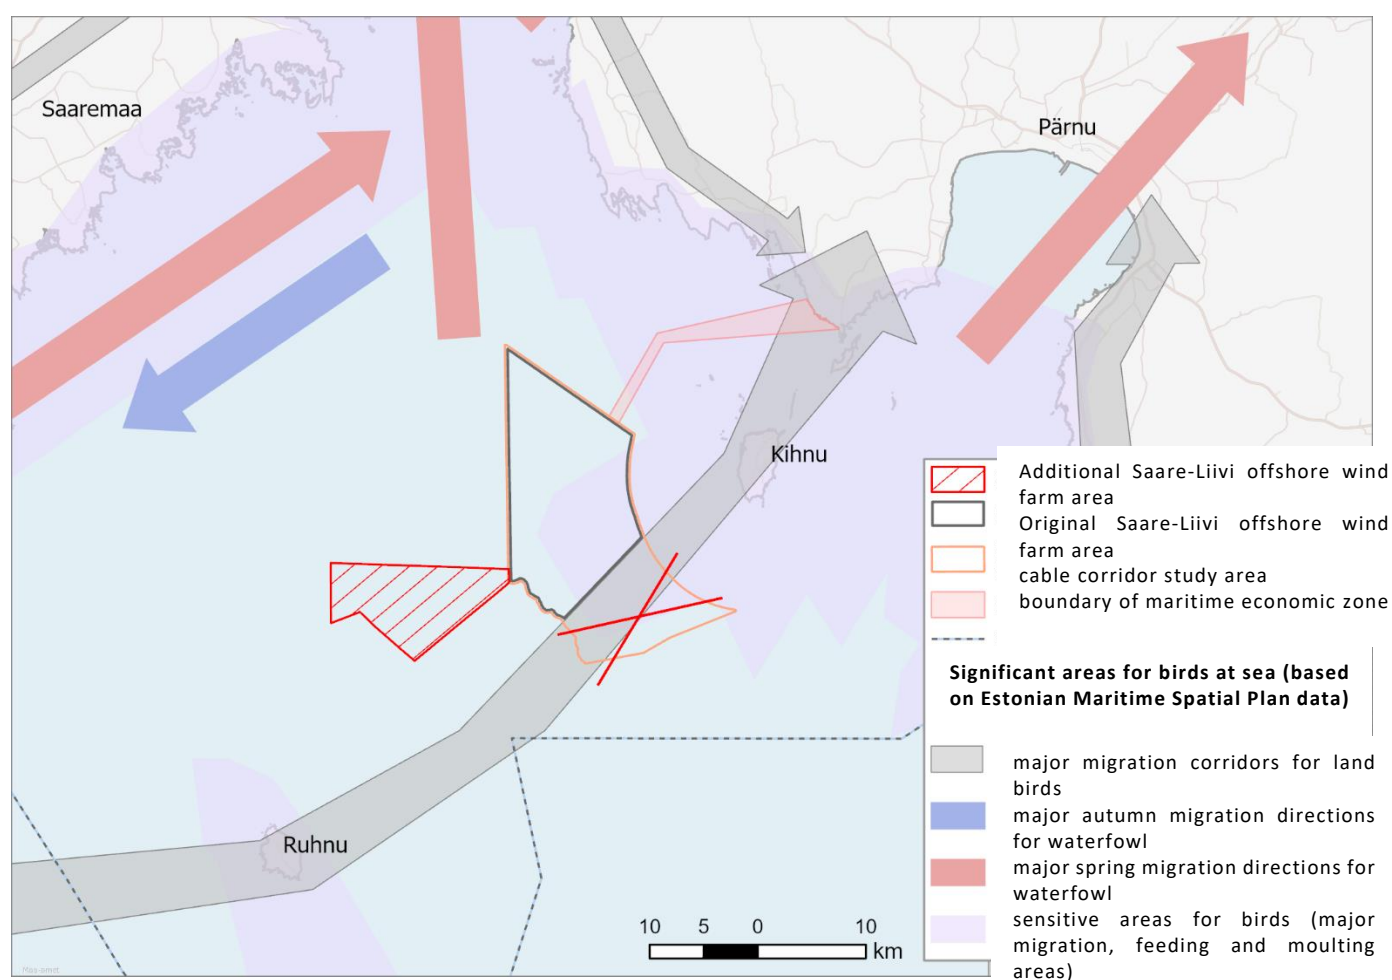 Saaremaa
Pärnu
Kihnu
Ruhnu
Additional Saare-Liivi offshore wind
farm area
Original Saare-Liivi offshore wind
farm area
cable corridor study area
boundary of maritime economic zone
Significant areas for birds at sea (based
on Estonian Maritime Spatial Plan data)
major migration corridors for land
birds
major autumn migration directions
for waterfowl
major spring migration directions for
waterfowl
sensitive areas for birds (major
migration, feeding and moulting
areas)
10 5 0 10
km